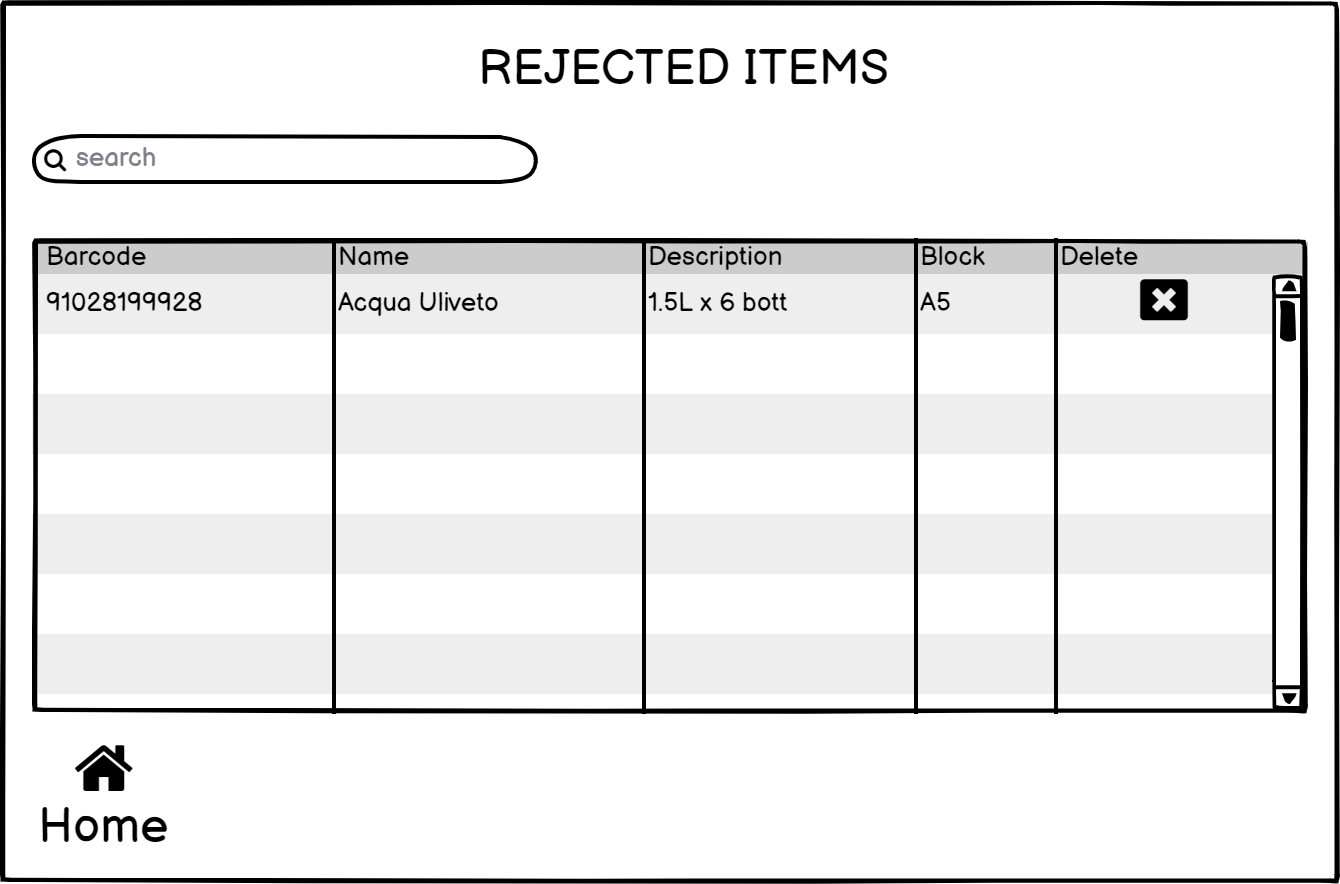 REJECTED ITEMS
search
Barcode Name Description Block Delete
91028199928 Acqua Uliveto 1.5L x 6 bott A5
Home